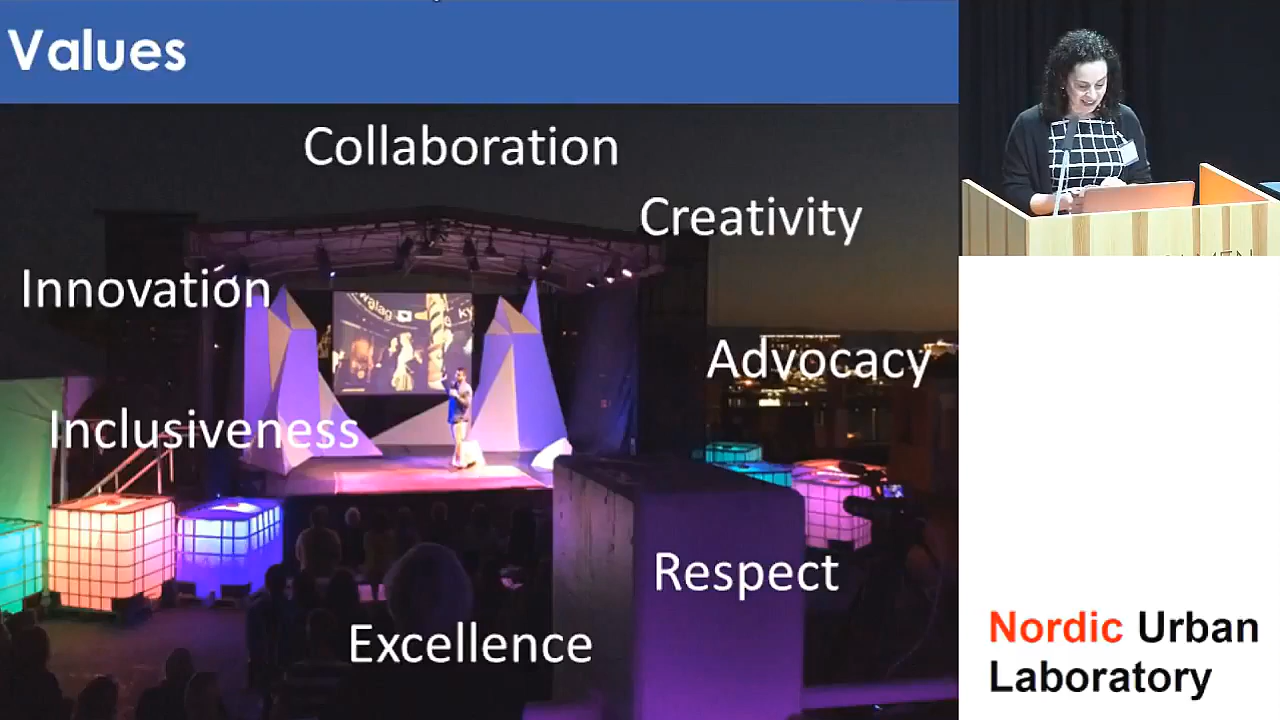 Values
Collaboration
Creativity
Innovation
Advocacy
Inclusiveness
Respect
Excellence
Nordic Urban
Laboratory